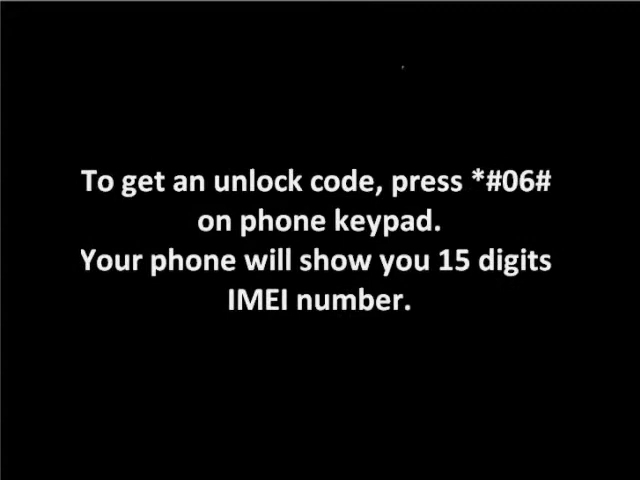 To get an unlock code, press *#06#
on phone keypad.
Your phone will show you 15 digits
IMEI number.